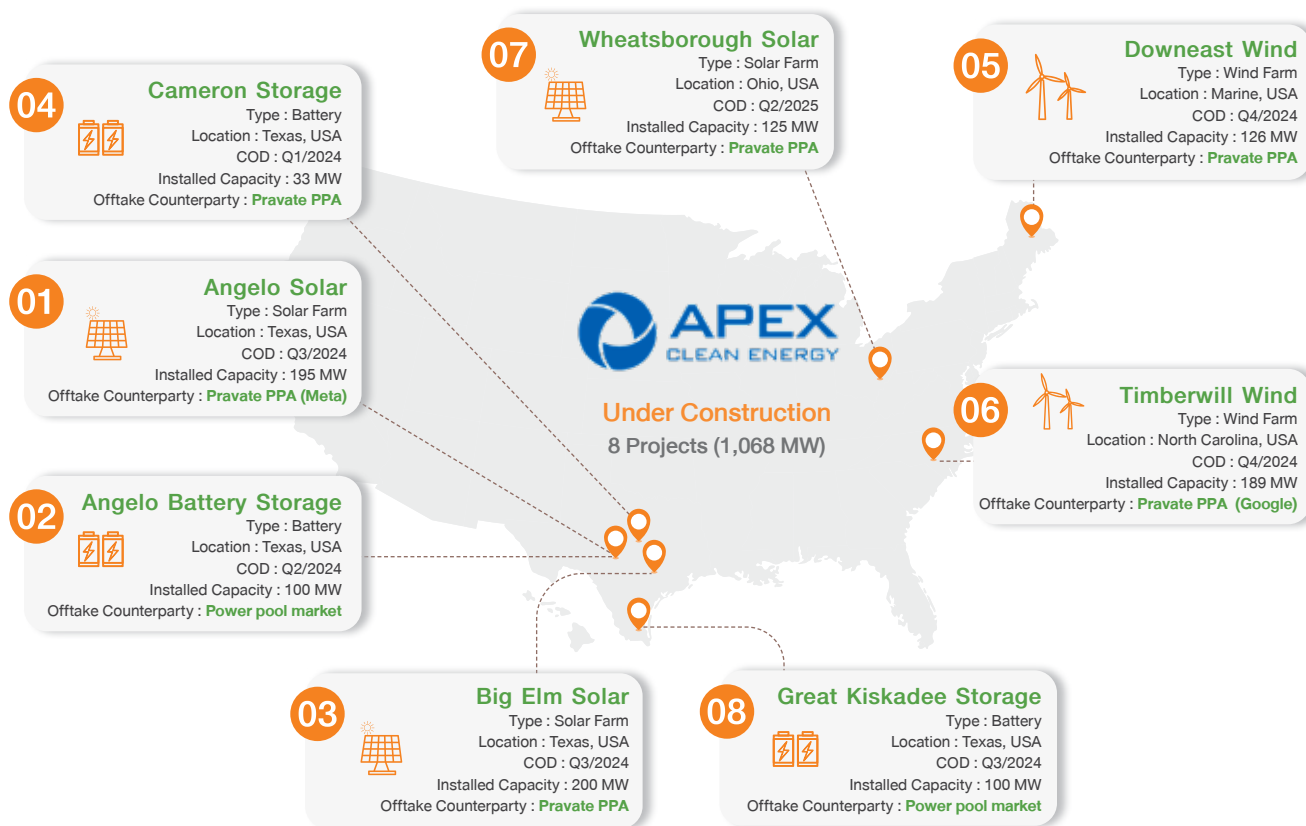 04
Cameron Storage
Type : Battery
Location : Texas, USA
COD : Q1/2024
Installed Capacity : 33 MW
Offtake Counterparty : Pravate PPA
07
Wheatsborough Solar
Type : Solar Farm
Location : Ohio, USA
COD : Q2/2025
Installed Capacity : 125 MW
Offtake Counterparty : Pravate PPA
05
Downeast Wind
Type : Wind Farm
Location : Marine, USA
COD : Q4/2024
Installed Capacity : 126 MW
Offtake Counterparty : Pravate PPA
01
Angelo Solar
Type : Solar Farm
Location : Texas, USA
COD : Q3/2024
Installed Capacity : 195 MW
Offtake Counterparty : Pravate PPA (Meta)
APEX
CLEAN ENERGY
Under Construction
8 Projects (1,068 MW)
06
Timberwill Wind
Type : Wind Farm
Location : North Carolina, USA
COD : Q4/2024
Installed Capacity : 189 MW
Offtake Counterparty : Pravate PPA (Google)
02
Angelo Battery Storage
Type : Battery
Location : Texas, USA
COD : Q2/2024
Installed Capacity : 100 MW
Offtake Counterparty : Power pool market
03
Big Elm Solar
Type : Solar Farm
Location : Texas, USA
COD : Q3/2024
Installed Capacity : 200 MW
Offtake Counterparty : Pravate PPA
08
Great Kiskadee Storage
Type : Battery
Location : Texas, USA
COD : Q3/2024
Installed Capacity : 100 MW
Offtake Counterparty : Power pool market